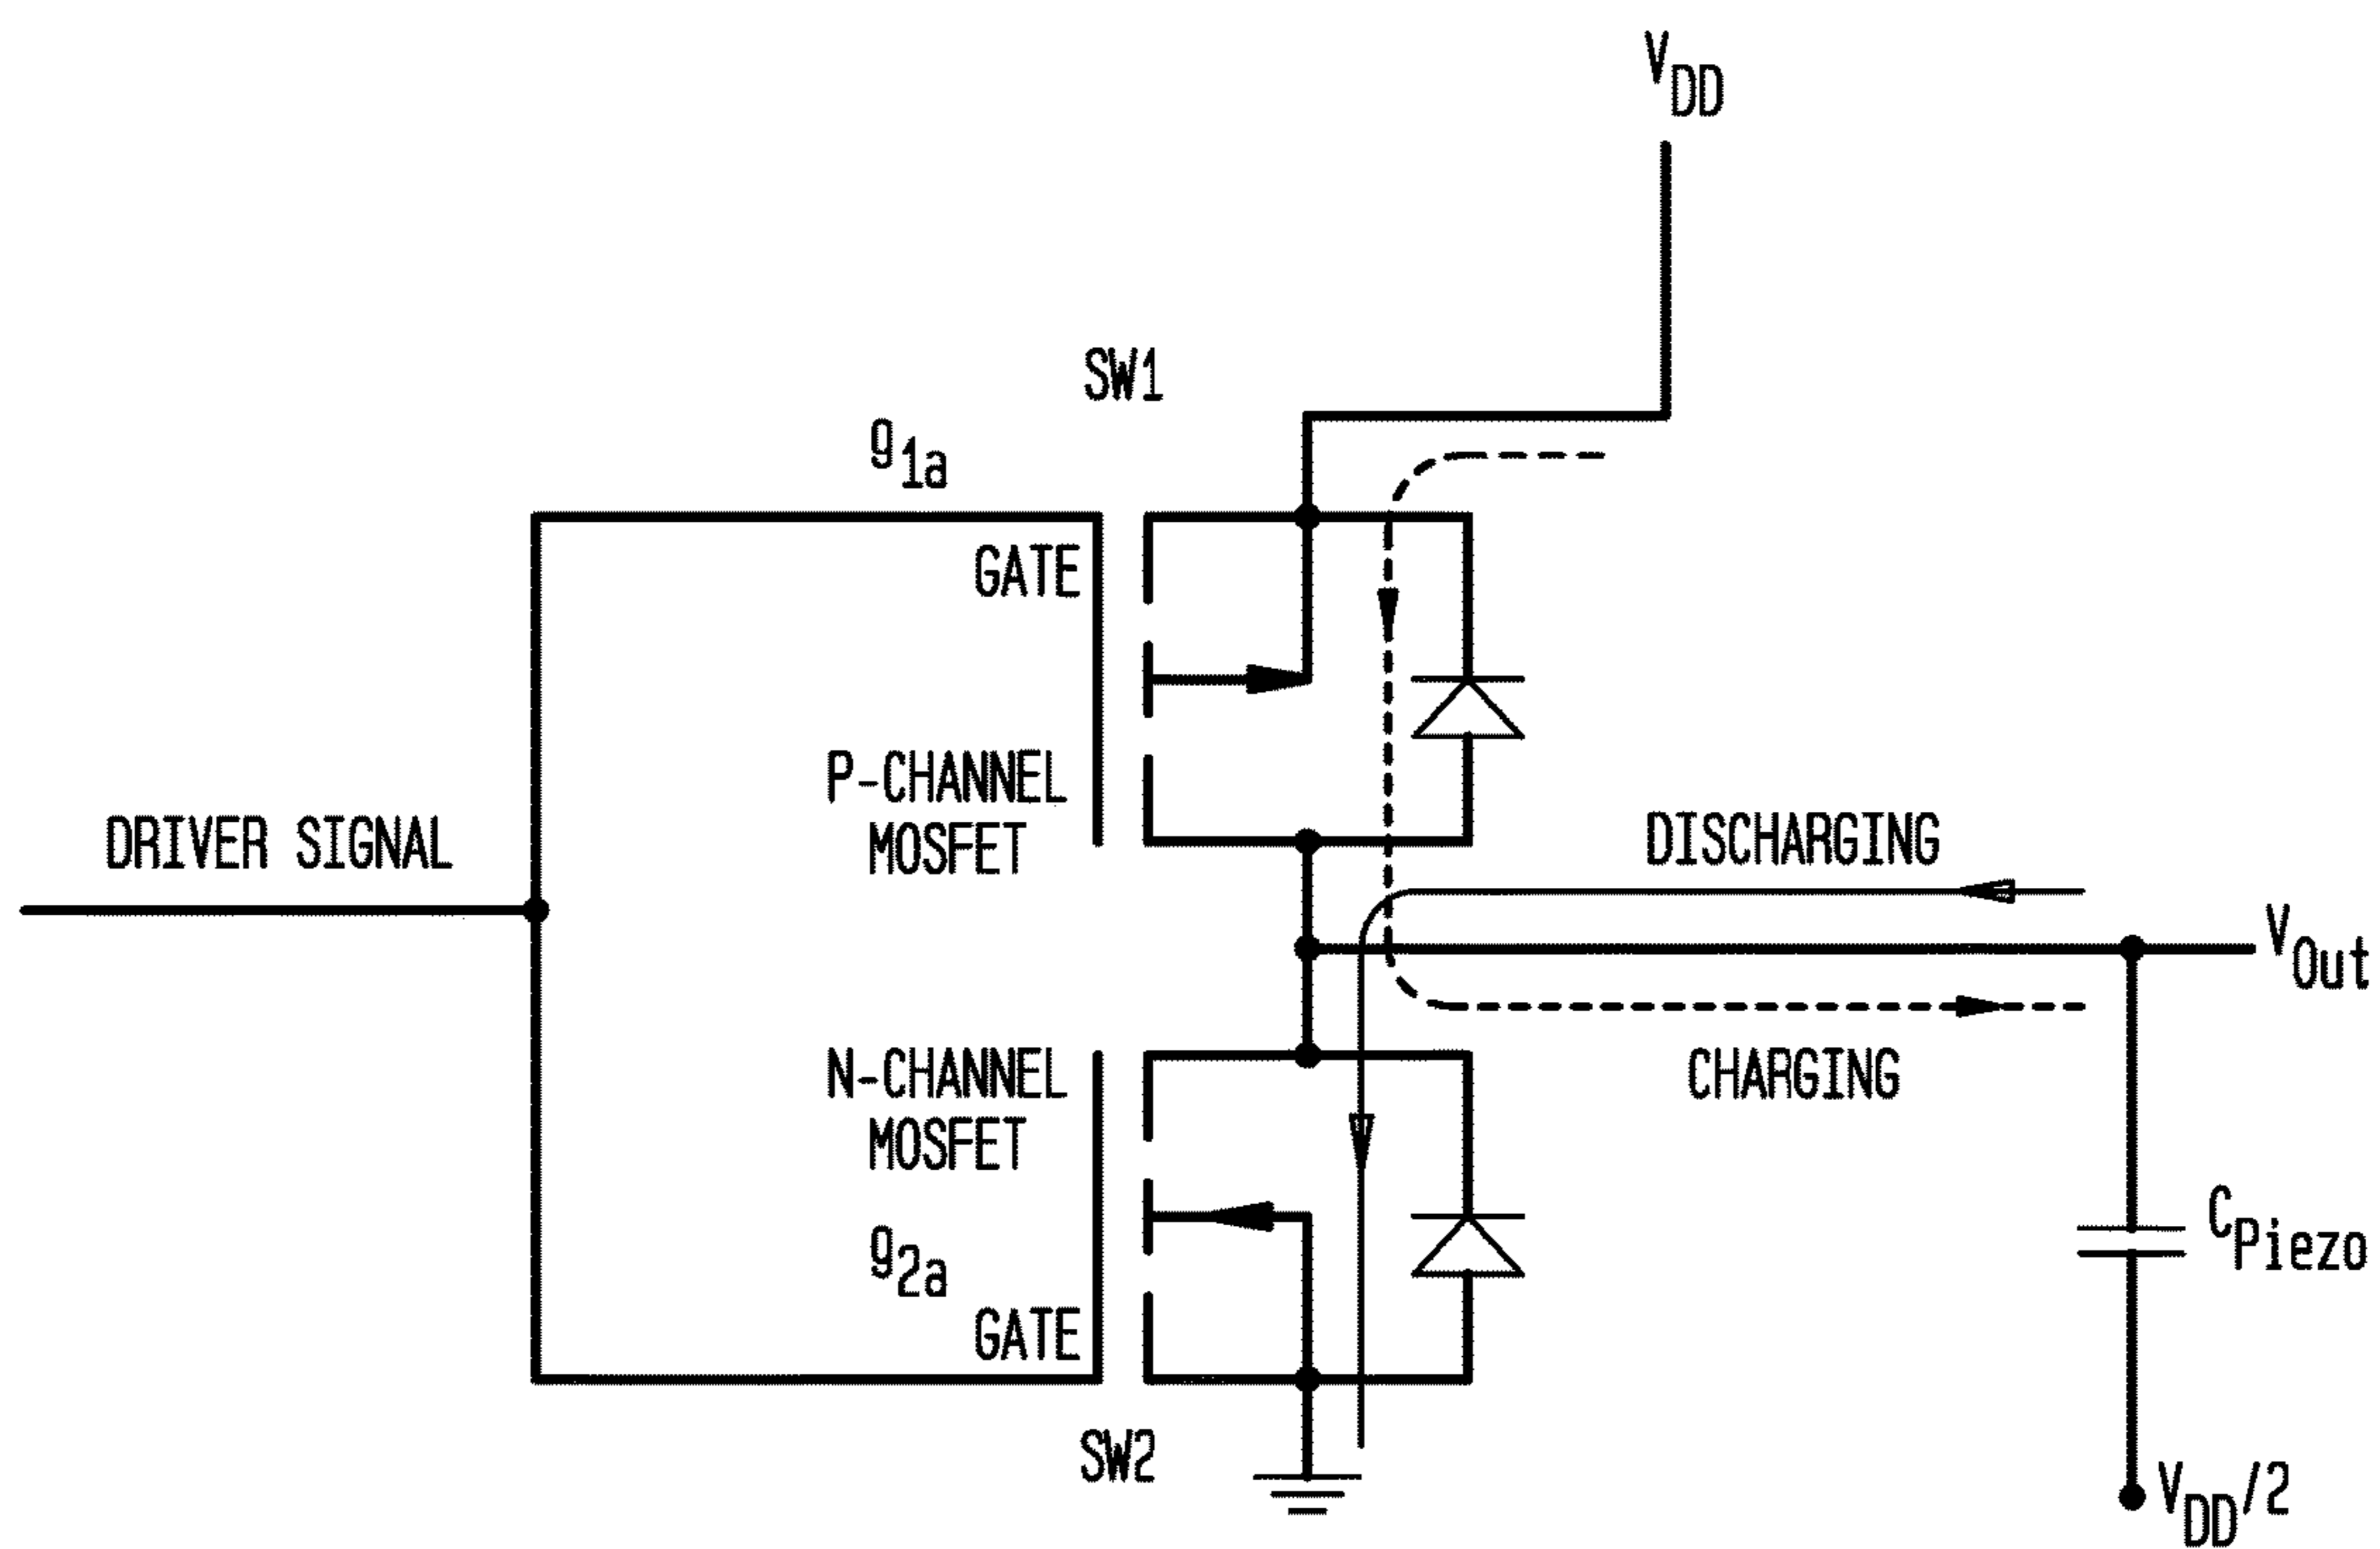 VDD
SW1
g1a
GATE
P-CHANNEL
MOSFET
DRIVER SIGNAL
DISCHARGING
VOut
CHARGING
N-CHANNEL
MOSFET
g2a
GATE
CPiezo
SW2
VDD/2